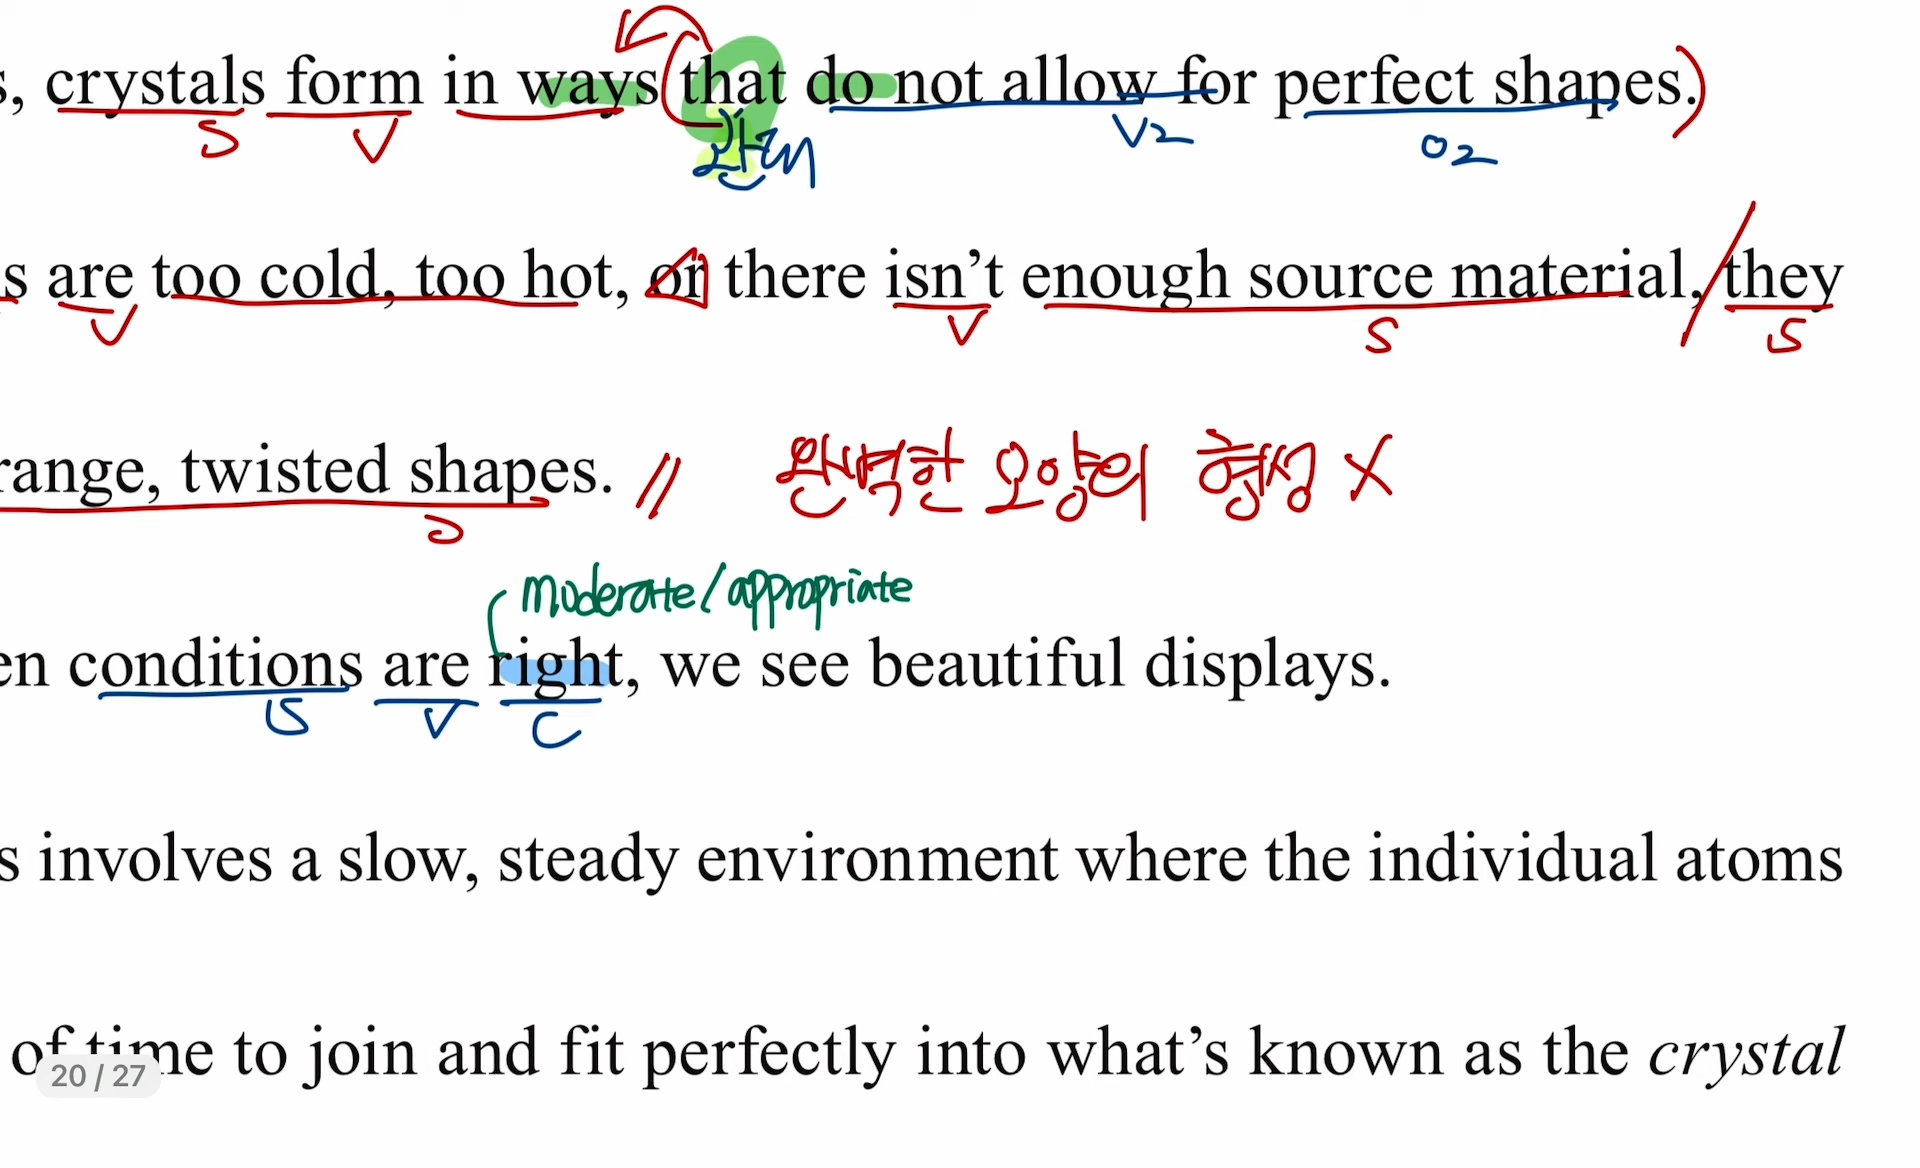 s, crystals form in ways (that do not allow for perfect shapes.)
S V 관대 V2 O2
s are too cold, too hot, or there isn’t enough source material, / they
V V S S
range, twisted shapes. // 완벽한 모양의 형성 X
O
moderate/appropriate
en conditions are right, we see beautiful displays.
S V C
s involves a slow, steady environment where the individual atoms
of time to join and fit perfectly into what’s known as the crystal
20 / 27